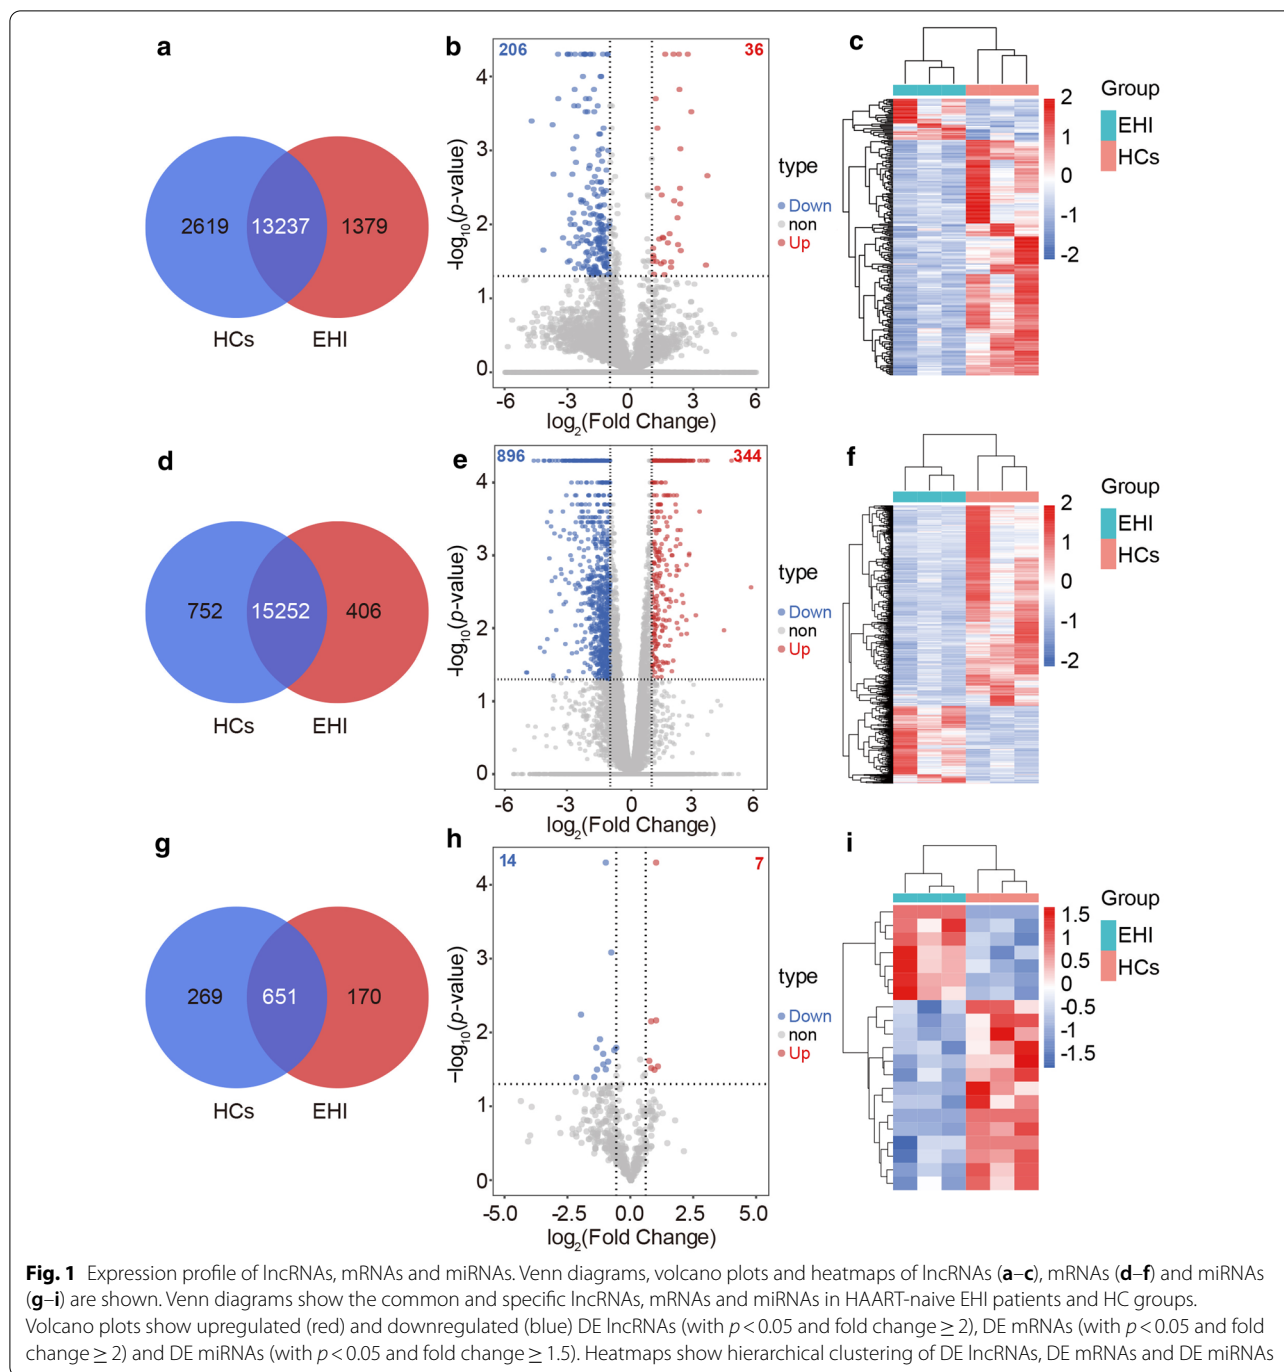 a
2619 13237 1379
HCs EHI
b
206 36
-log10(p-value)
4
3
2
1
0
-6 -3 0 3 6
log2(Fold Change)
type
Down
non
Up
c
2
1
0
-1
-2
Group
EHI
HCs
d
752 15252 406
HCs EHI
e
896 344
-log10(p-value)
4
3
2
1
0
-6 -3 0 3 6
log2(Fold Change)
type
Down
non
Up
f
2
1
0
-1
-2
Group
EHI
HCs
g
269 651 170
HCs EHI
h
14 7
−log10(p-value)
4
3
2
1
0
-5.0 -2.5 0.0 2.5 5.0
log2(Fold Change)
type
Down
non
Up
i
1.5
1
0.5
0
-0.5
-1
-1.5
Group
EHI
HCs
Fig. 1 Expression profile of lncRNAs, mRNAs and miRNAs. Venn diagrams, volcano plots and heatmaps of lncRNAs (a–c), mRNAs (d–f) and miRNAs
(g–i) are shown. Venn diagrams show the common and specific lncRNAs, mRNAs and miRNAs in HAART-naive EHI patients and HC groups.
Volcano plots show upregulated (red) and downregulated (blue) DE lncRNAs (with p < 0.05 and fold change ≥ 2), DE mRNAs (with p < 0.05 and fold
change ≥ 2) and DE miRNAs (with p < 0.05 and fold change ≥ 1.5). Heatmaps show hierarchical clustering of DE lncRNAs, DE mRNAs and DE miRNAs